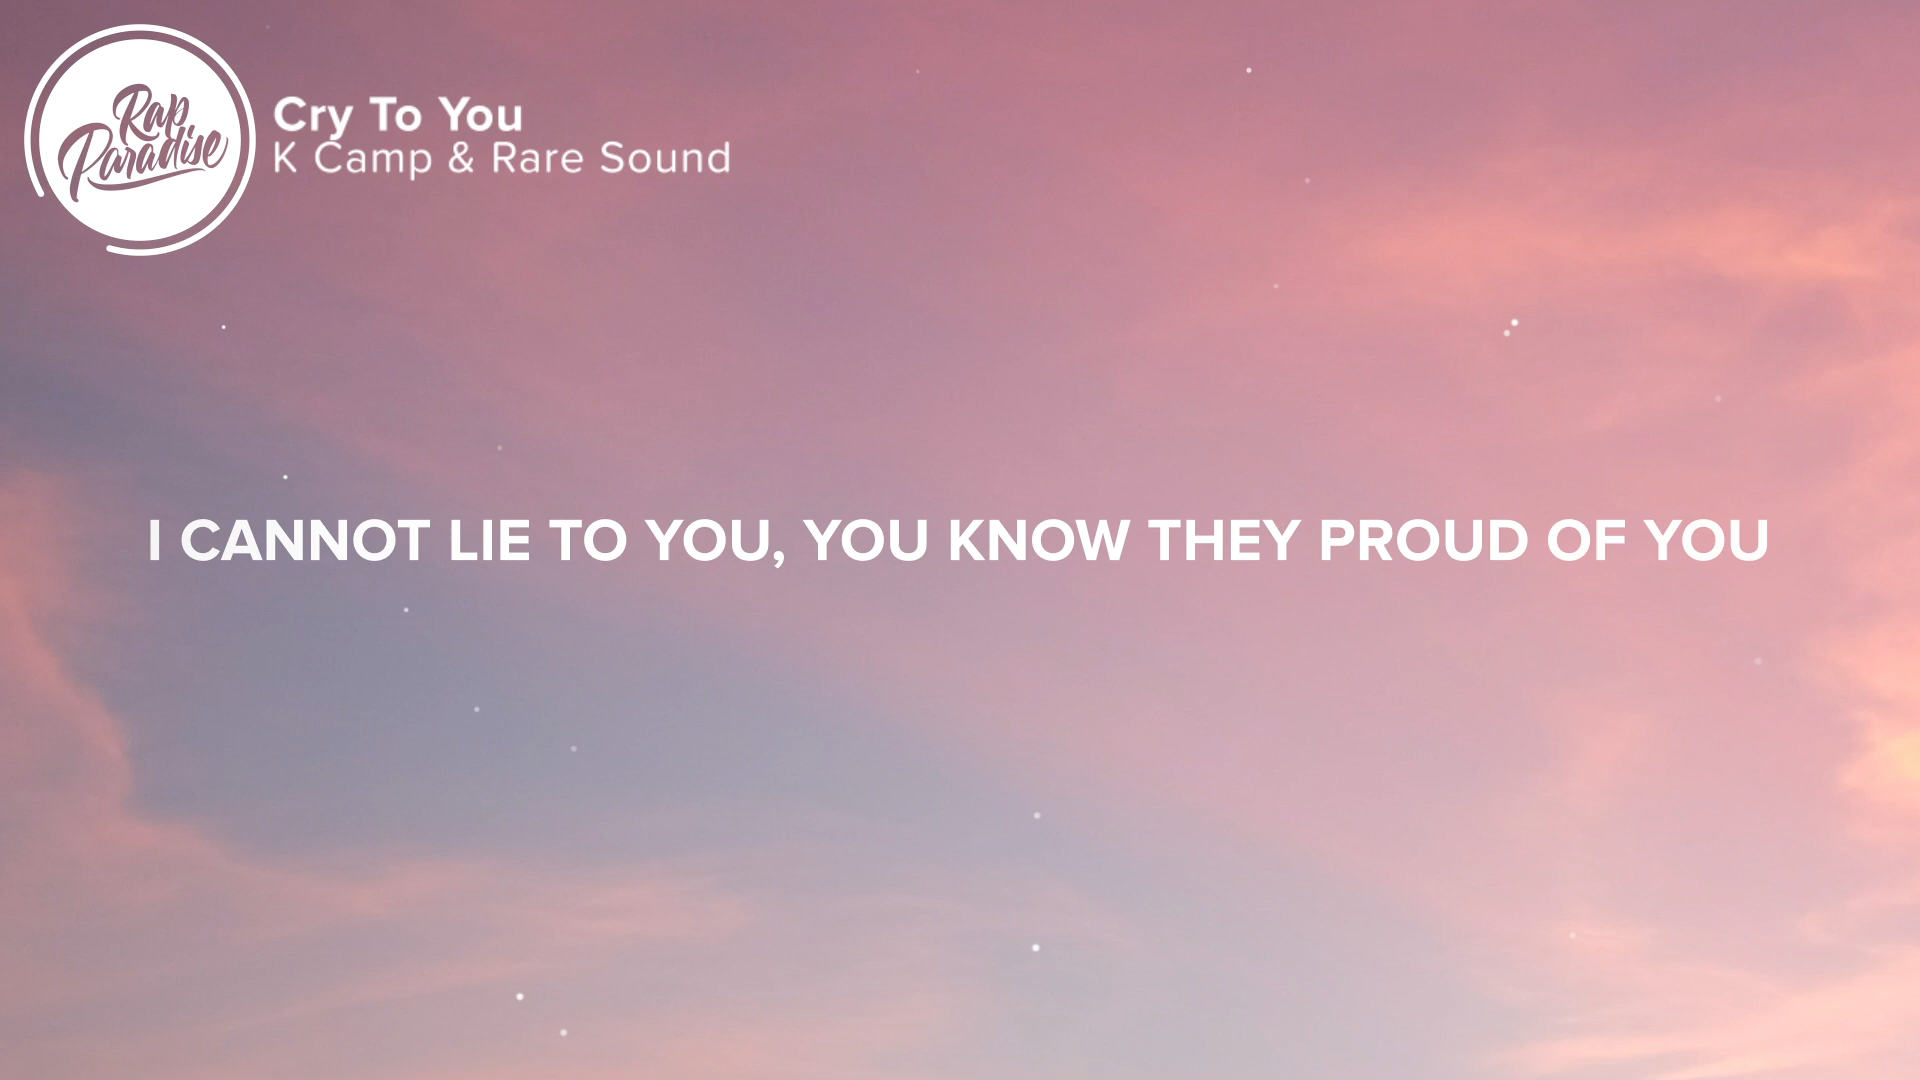 Rap
Paradise
Cry To You
K Camp & Rare Sound
I CANNOT LIE TO YOU, YOU KNOW THEY PROUD OF YOU